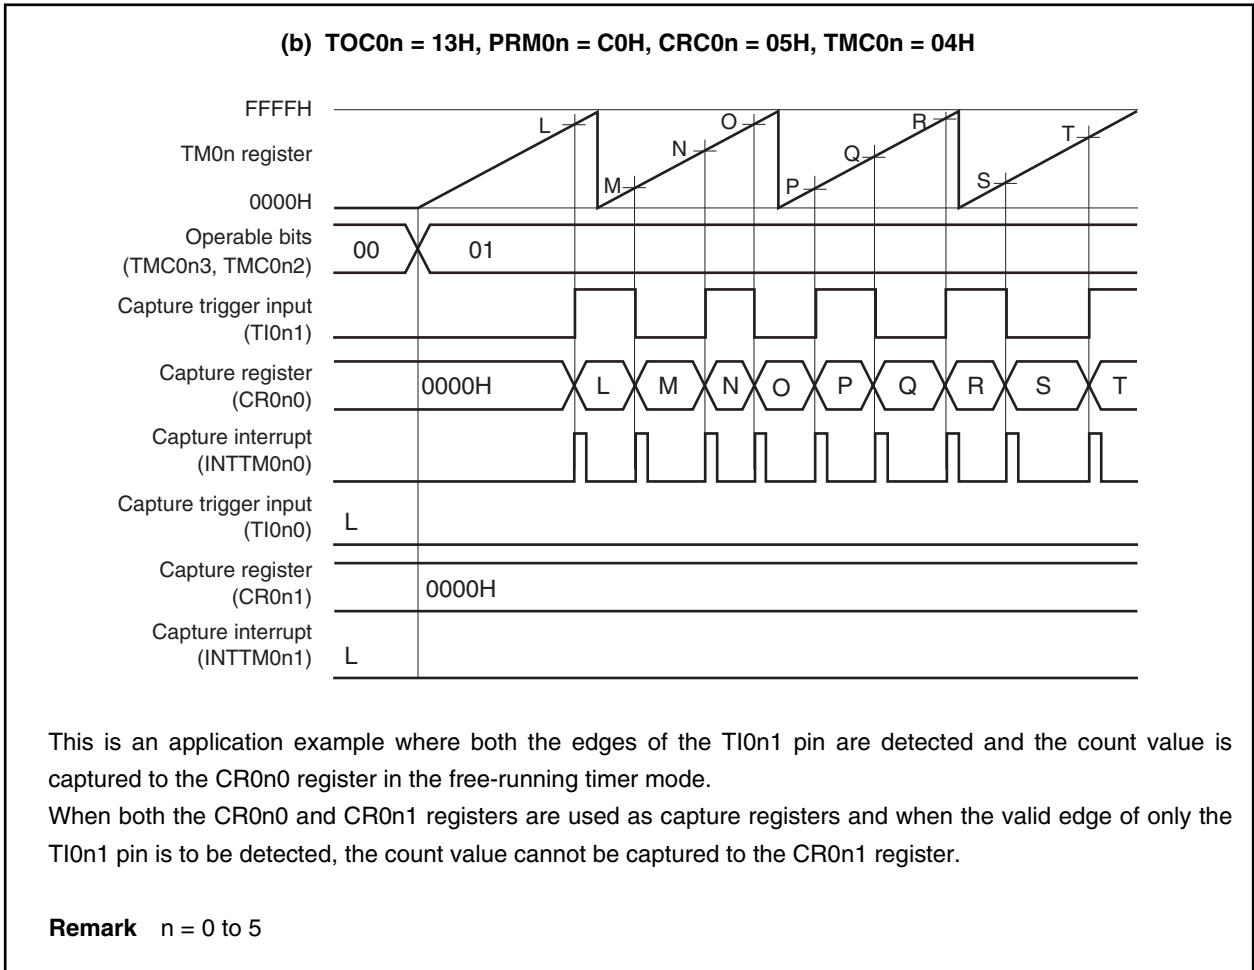 (b) TOC0n = 13H, PRM0n = C0H, CRC0n = 05H, TMC0n = 04H
FFFFH
TM0n register
0000H
L
M
N
O
P
Q
R
S
T
Operable bits
(TMC0n3, TMC0n2)
00
01
Capture trigger input
(TI0n1)
Capture register
(CR0n0)
0000H
L
M
N
O
P
Q
R
S
T
Capture interrupt
(INTTM0n0)
Capture trigger input
(TI0n0)
L
Capture register
(CR0n1)
0000H
Capture interrupt
(INTTM0n1)
L
This is an application example where both the edges of the TI0n1 pin are detected and the count value is
captured to the CR0n0 register in the free-running timer mode.
When both the CR0n0 and CR0n1 registers are used as capture registers and when the valid edge of only the
TI0n1 pin is to be detected, the count value cannot be captured to the CR0n1 register.
Remark n = 0 to 5